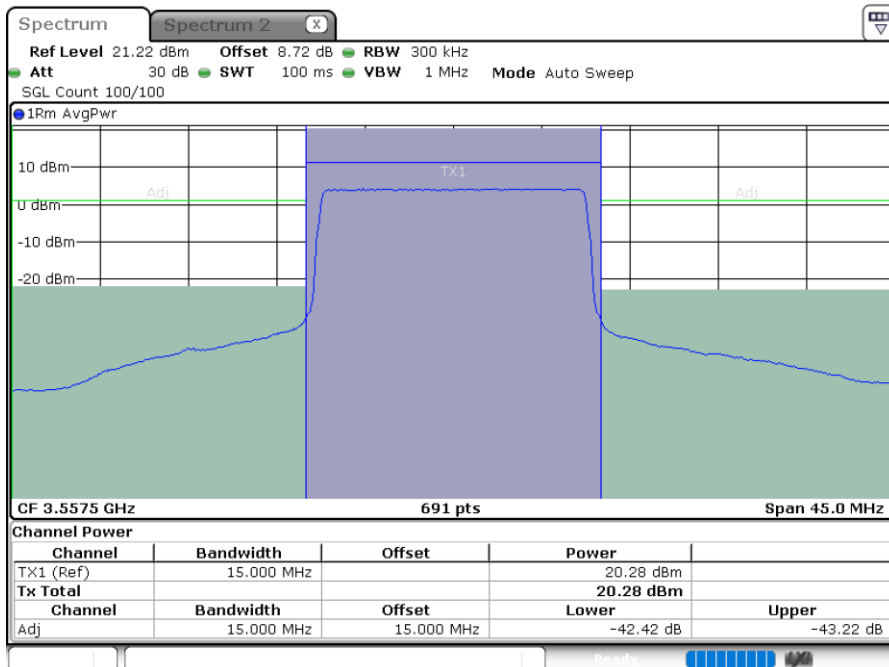 Spectrum Spectrum 2 X
Ref Level 21.22 dBm Offset 8.72 dB RBW 300 kHz
Att 30 dB SWT 100 ms VBW 1 MHz Mode Auto Sweep
SGL Count 100/100
1Rm AvgPwr
10 dBm
TX1
Adj Adj
0 dBm
-10 dBm
-20 dBm
CF 3.5575 GHz 691 pts Span 45.0 MHz
Channel Power
Channel Bandwidth Offset Power
TX1 (Ref) 15.000 MHz 20.28 dBm
Tx Total 20.28 dBm
Channel Bandwidth Offset Lower Upper
Adj 15.000 MHz 15.000 MHz -42.42 dB -43.22 dB
Ready